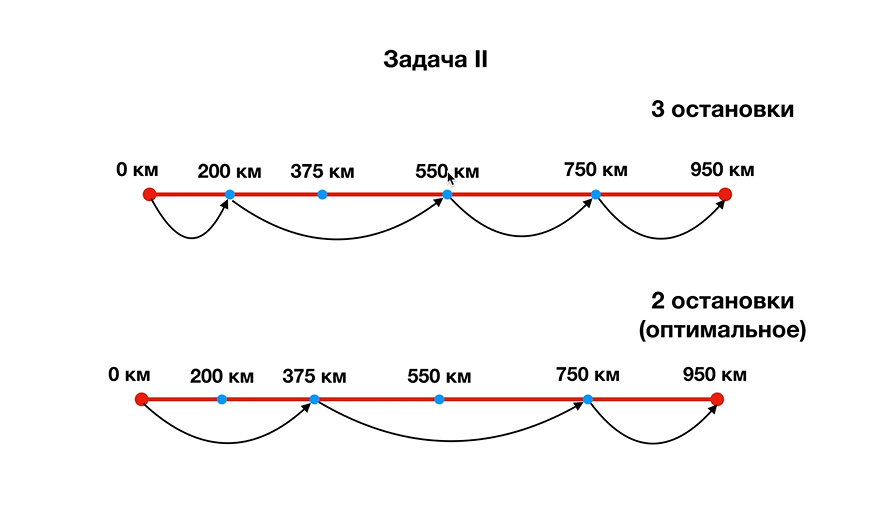 Задача II
3 остановки
0 км 200 км 375 км 550 км 750 км 950 км
2 остановки
(оптимальное)
0 км 200 км 375 км 550 км 750 км 950 км